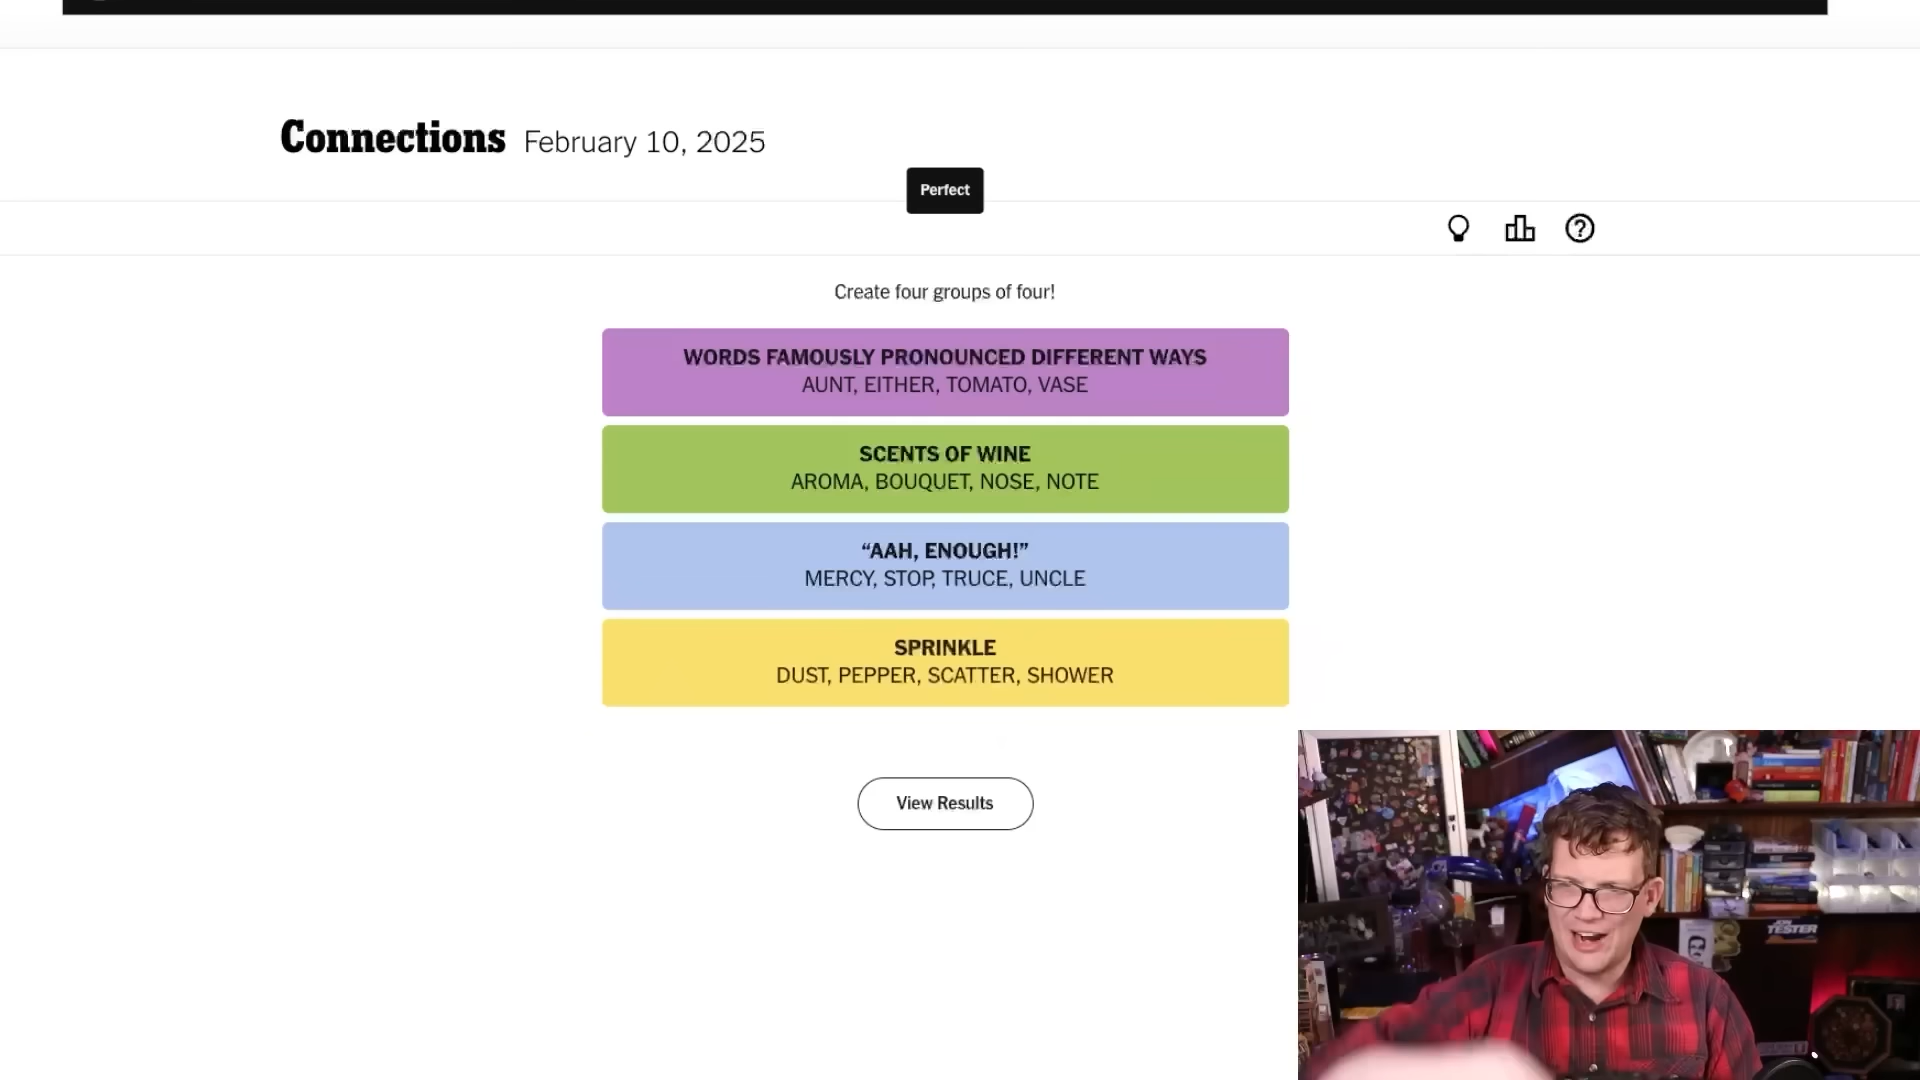 Connections February 10, 2025
Perfect
Create four groups of four!
WORDS FAMOUSLY PRONOUNCED DIFFERENT WAYS
AUNT, EITHER, TOMATO, VASE
SCENTS OF WINE
AROMA, BOUQUET, NOSE, NOTE
“AAH, ENOUGH!”
MERCY, STOP, TRUCE, UNCLE
SPRINKLE
DUST, PEPPER, SCATTER, SHOWER
View Results
JON
TESTER